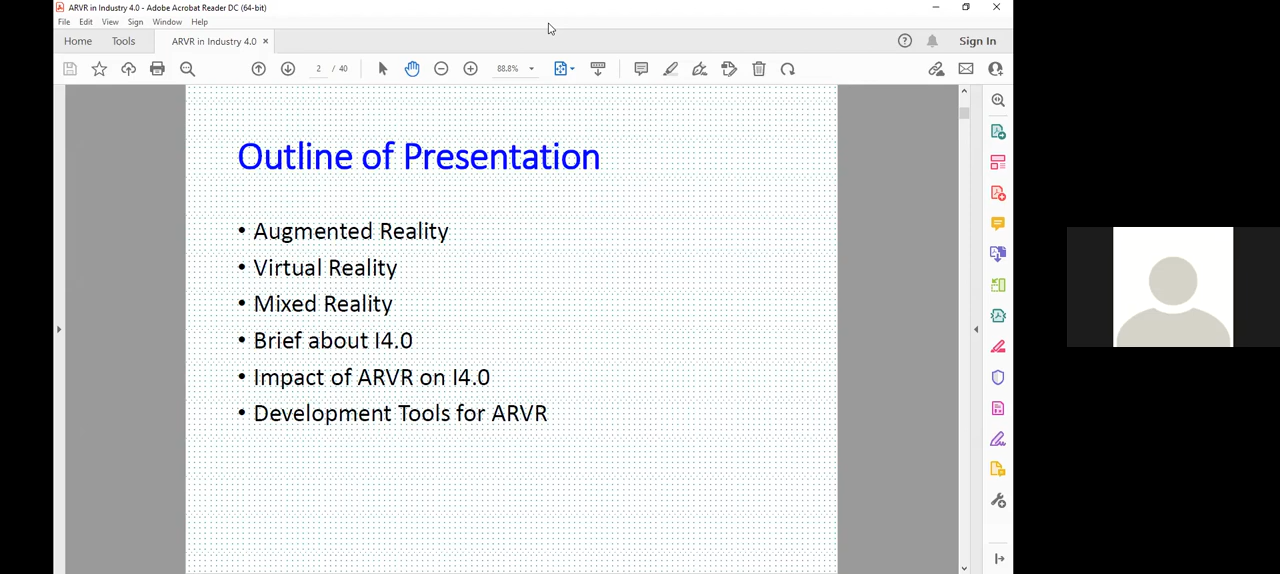 ARVR in Industry 4.0 - Adobe Acrobat Reader DC (64-bit)
File Edit View Sign Window Help
Home Tools ARVR in Industry 4.0 × Sign In
2 / 40 88.8%
Outline of Presentation
• Augmented Reality
• Virtual Reality
• Mixed Reality
• Brief about I4.0
• Impact of ARVR on I4.0
• Development Tools for ARVR